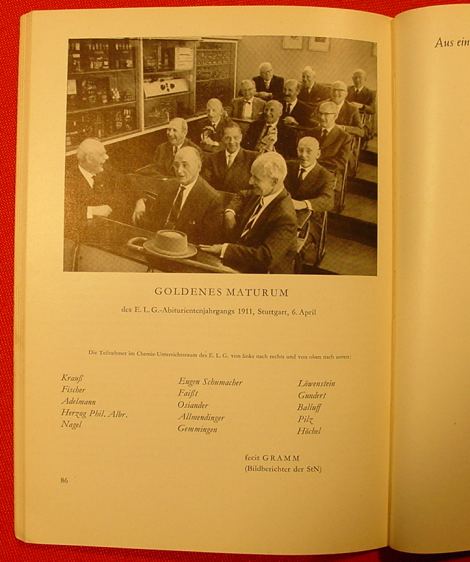 Aus ein
GOLDENES MATURUM
des E. L. G.-Abiturientenjahrgangs 1911, Stuttgart, 6. April
Die Teilnehmer im Chemie-Unterrichtsraum des E. L. G. von links nach rechts und von oben nach unten:
Krauß
Fischer
Adelmann
Herzog Phil. Albr.
Nagel
Eugen Schumacher
Faißt
Osiander
Allmendinger
Gemmingen
Löwenstein
Gundert
Balluff
Pilz
Höchel
fecit GRAMM
(Bildberichter der StN)
86